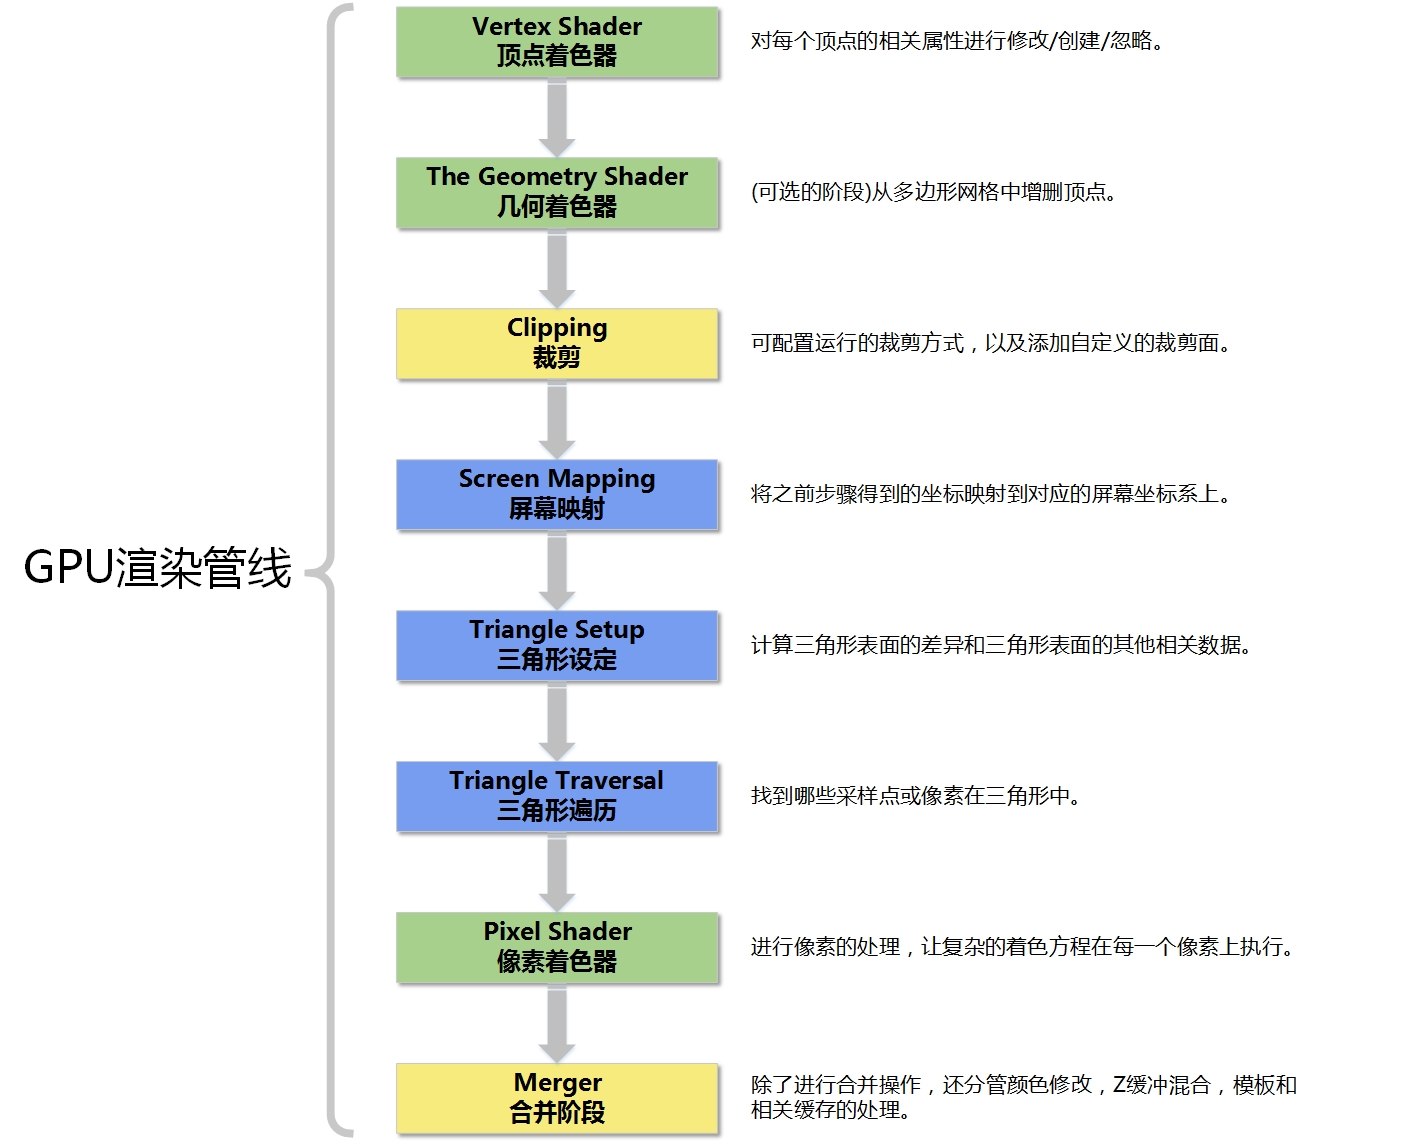 GPU渲染管线
Vertex Shader
顶点着色器
对每个顶点的相关属性进行修改/创建/忽略。
The Geometry Shader
几何着色器
(可选的阶段)从多边形网格中增删顶点。
Clipping
裁剪
可配置运行的裁剪方式，以及添加自定义的裁剪面。
Screen Mapping
屏幕映射
将之前步骤得到的坐标映射到对应的屏幕坐标系上。
Triangle Setup
三角形设定
计算三角形表面的差异和三角形表面的其他相关数据。
Triangle Traversal
三角形遍历
找到哪些采样点或像素在三角形中。
Pixel Shader
像素着色器
进行像素的处理，让复杂的着色方程在每一个像素上执行。
Merger
合并阶段
除了进行合并操作，还分管颜色修改，Z缓冲混合，模板和
相关缓存的处理。